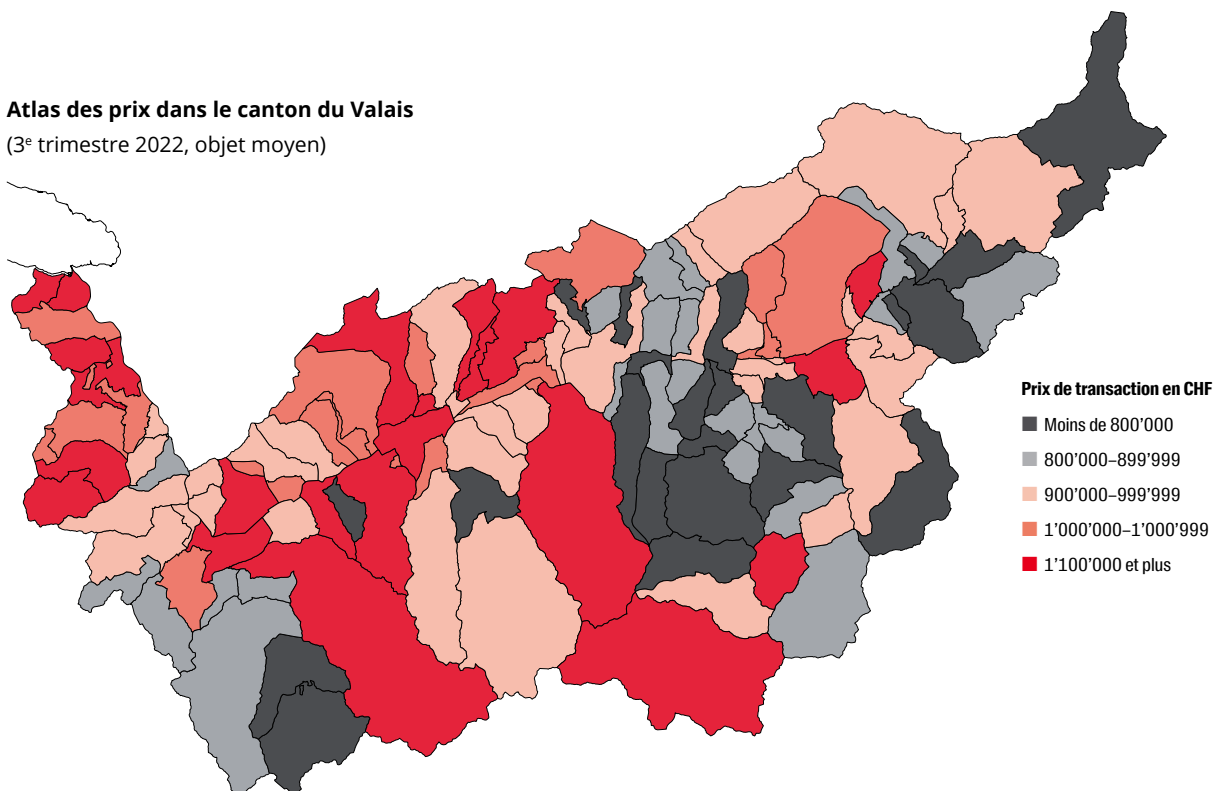 Atlas des prix dans le canton du Valais
(3ᵉ trimestre 2022, objet moyen)
Prix de transaction en CHF
Moins de 800’000
800’000–899’999
900’000–999’999
1’000’000–1’000’999
1’100’000 et plus